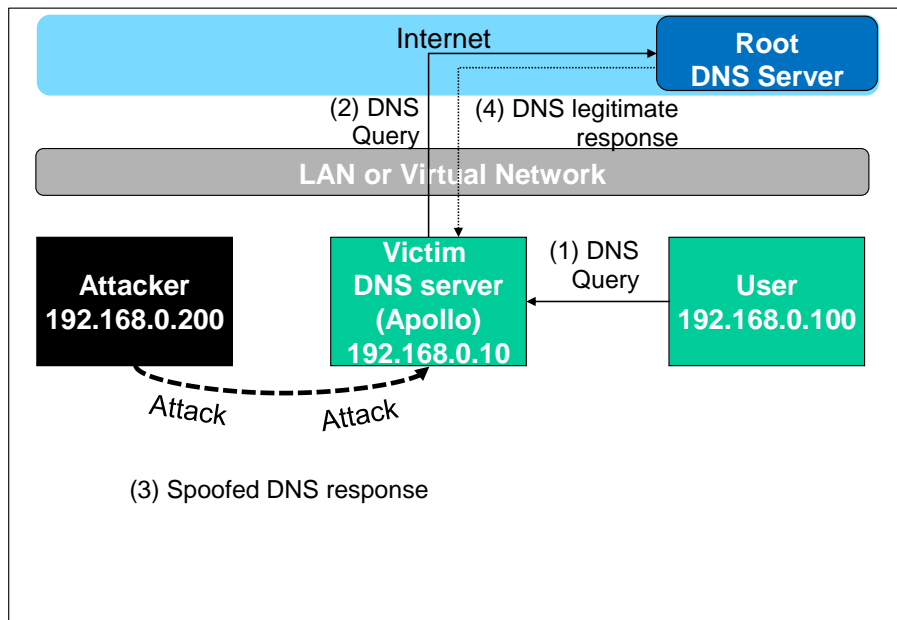 Internet
Root
DNS Server
(2) DNS
Query
(4) DNS legitimate
response
LAN or Virtual Network
Attacker
192.168.0.200
Victim
DNS server
(Apollo)
192.168.0.10
(1) DNS
Query
User
192.168.0.100
Attack
Attack
(3) Spoofed DNS response